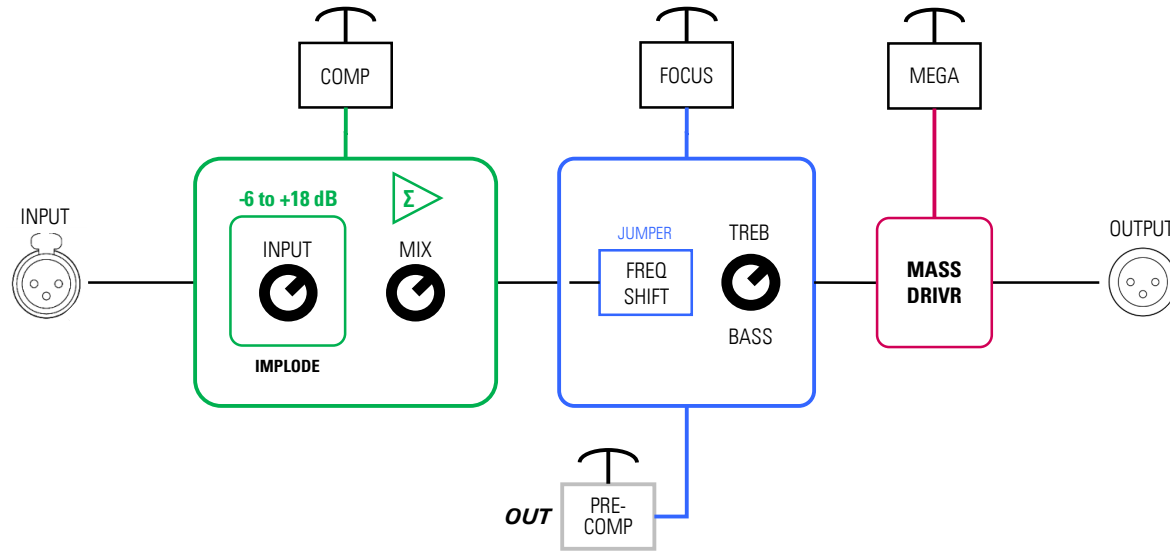 COMP
FOCUS
MEGA
-6 to +18 dB
Σ
INPUT
INPUT
MIX
IMPLODE
JUMPER
FREQ
SHIFT
TREB
BASS
MASS
DRIVR
OUTPUT
OUT
PRE-
COMP